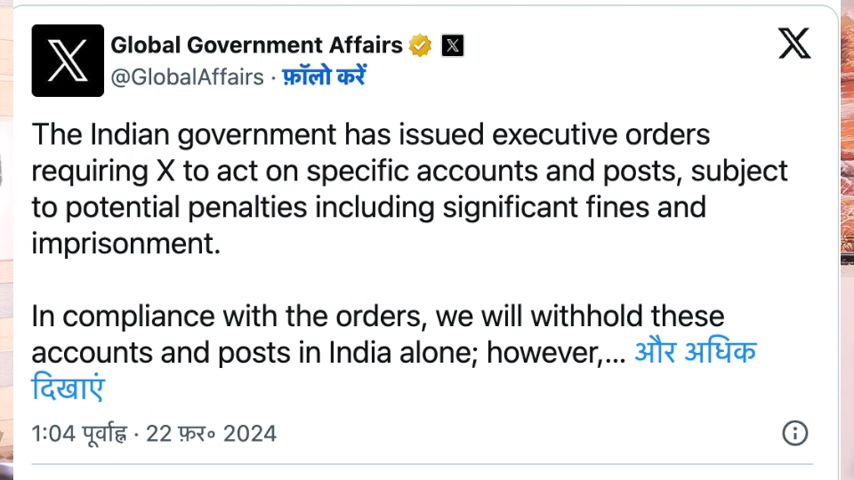 Global Government Affairs
@GlobalAffairs · फ़ॉलो करें
The Indian government has issued executive orders
requiring X to act on specific accounts and posts, subject
to potential penalties including significant fines and
imprisonment.
In compliance with the orders, we will withhold these
accounts and posts in India alone; however,... और अधिक
दिखाएं
1:04 पूर्वाह्न · 22 फ़र॰ 2024